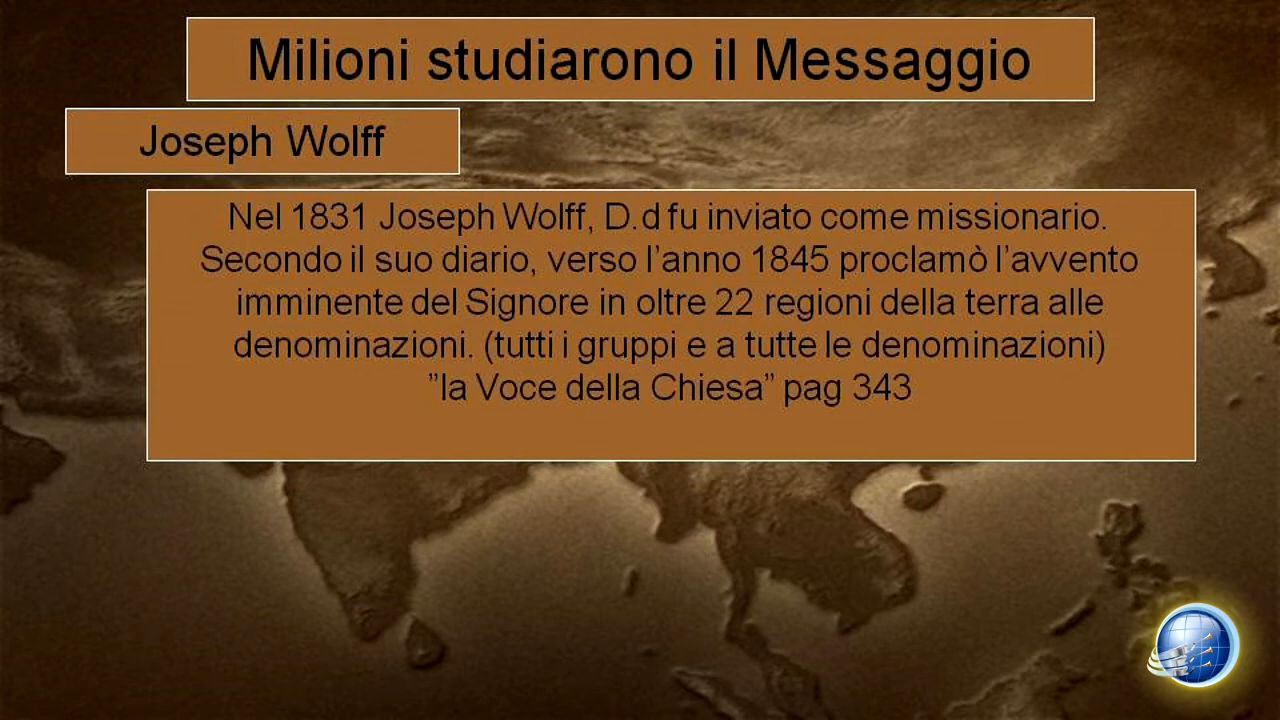 Milioni studiarono il Messaggio
Joseph Wolff
Nel 1831 Joseph Wolff, D.d fu inviato come missionario.
Secondo il suo diario, verso l’anno 1845 proclamò l’avvento
imminente del Signore in oltre 22 regioni della terra alle
denominazioni. (tutti i gruppi e a tutte le denominazioni)
”la Voce della Chiesa” pag 343